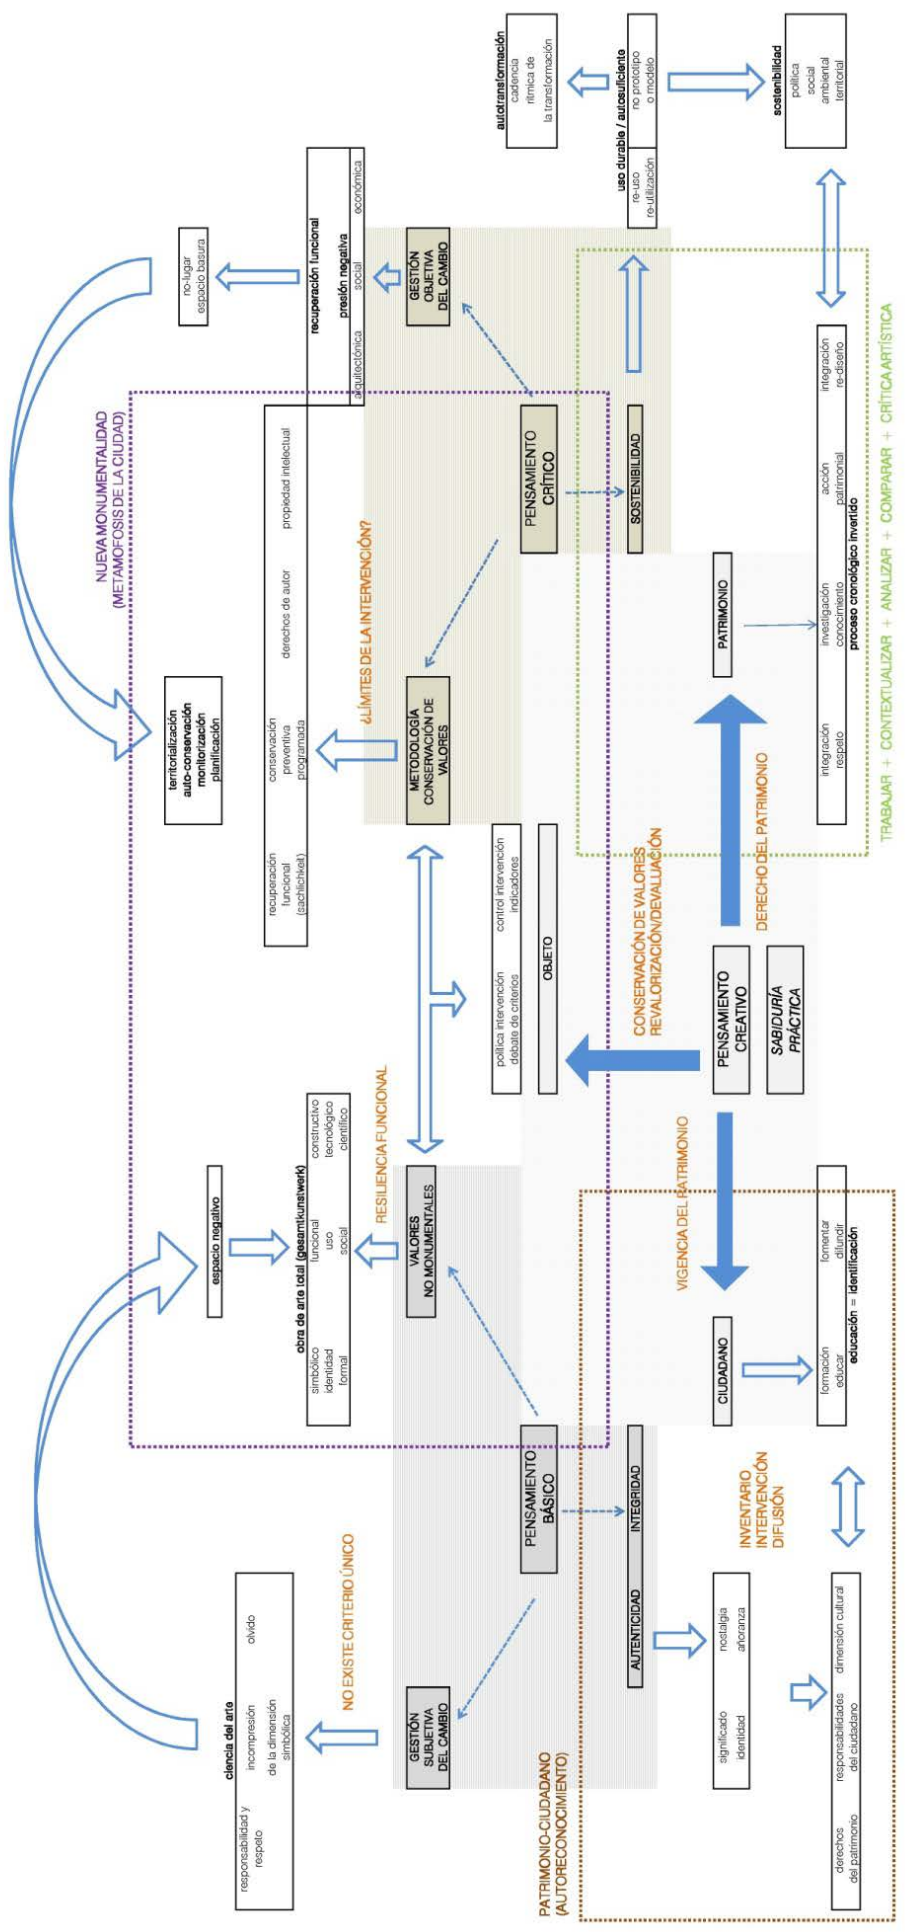 NUEVA MONUMENTALIDAD
(METAMOFOSIS DE LA CIUDAD)
territorialización
auto-conservación
monitorización
planificación
no-lugar
espacio basura
espacio negativo
ciencia del arte
responsabilidad y
respeto
incompresión
de la dimensión
simbólica
olvido
recuperación
funcional
(sachlichkeit)
conservación
preventiva
programada
derechos de autor
propiedad intelectual
obra de arte total (gesamtkunstwerk)
simbólico
identidad
formal
funcional
uso
social
constructivo
tecnológico
científico
recuperación funcional
presión negativa
arquitectónica
social
económica
NO EXISTE CRITERIO ÚNICO
RESILIENCIA FUNCIONAL
¿LÍMITES DE LA INTERVENCIÓN?
GESTIÓN
SUBJETIVA
DEL CAMBIO
VALORES
NO MONUMENTALES
METODOLOGÍA
CONSERVACIÓN DE
VALORES
GESTIÓN
OBJETIVA
DEL CAMBIO
política intervención
debate de criterios
control intervención
indicadores
OBJETO
autotransformación
cadencia
rítmica de
la transformación
PENSAMIENTO
BÁSICO
PENSAMIENTO
CRÍTICO
PATRIMONIO-CIUDADANO
(AUTORECONOCIMIENTO)
AUTENTICIDAD
INTEGRIDAD
CONSERVACIÓN DE VALORES
REVALORIZACIÓN/DEVALUACIÓN
SOSTENIBILIDAD
uso durable / autosuficiente
re-uso
re-utilización
no prototipo
o modelo
VIGENCIA DEL PATRIMONIO
significado
identidad
nostalgia
añoranza
CIUDADANO
PENSAMIENTO
CREATIVO
PATRIMONIO
DERECHO DEL PATRIMONIO
INVENTARIO
INTERVENCIÓN
DIFUSIÓN
SABIDURÍA
PRÁCTICA
sostenibilidad
política
social
ambiental
territorial
derechos
del patrimonio
responsabilidades
del ciudadano
dimensión cultural
formación
educar
fomentar
difundir
educación = identificación
integración
respeto
investigación
conocimiento
acción
patrimonial
integración
re-diseño
proceso cronológico invertido
TRABAJAR + CONTEXTUALIZAR + ANALIZAR + COMPARAR + CRÍTICA ARTÍSTICA